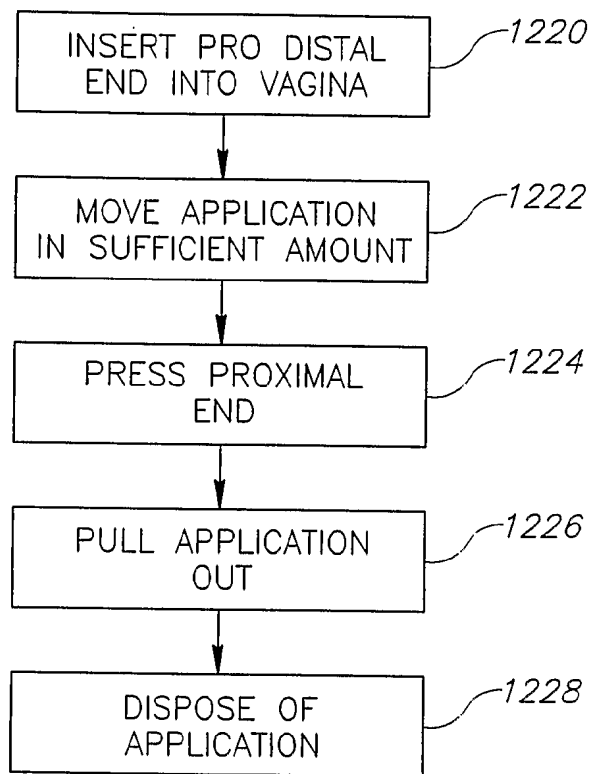 INSERT PRO DISTAL
END INTO VAGINA
1220
MOVE APPLICATION
IN SUFFICIENT AMOUNT
1222
PRESS PROXIMAL
END
1224
PULL APPLICATION
OUT
1226
DISPOSE OF
APPLICATION
1228